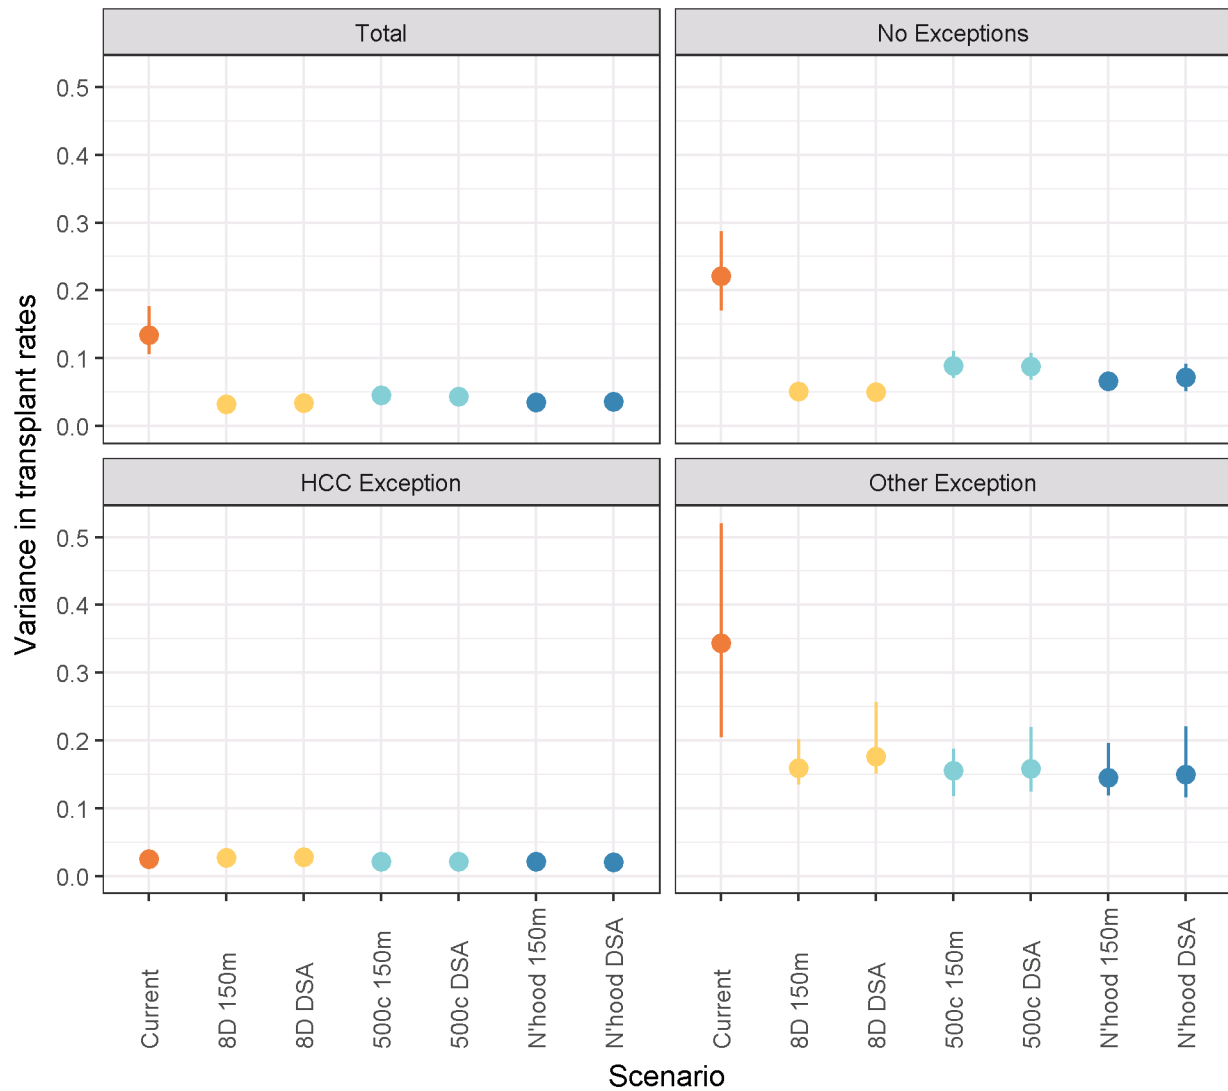 Total
No Exceptions
0.5
0.4
0.3
0.2
0.1
0.0
HCC Exception
Other Exception
0.5
0.4
0.3
0.2
0.1
0.0
Variance in transplant rates
Current
8D 150m
8D DSA
500c 150m
500c DSA
N'hood 150m
N'hood DSA
Current
8D 150m
8D DSA
500c 150m
500c DSA
N'hood 150m
N'hood DSA
Scenario